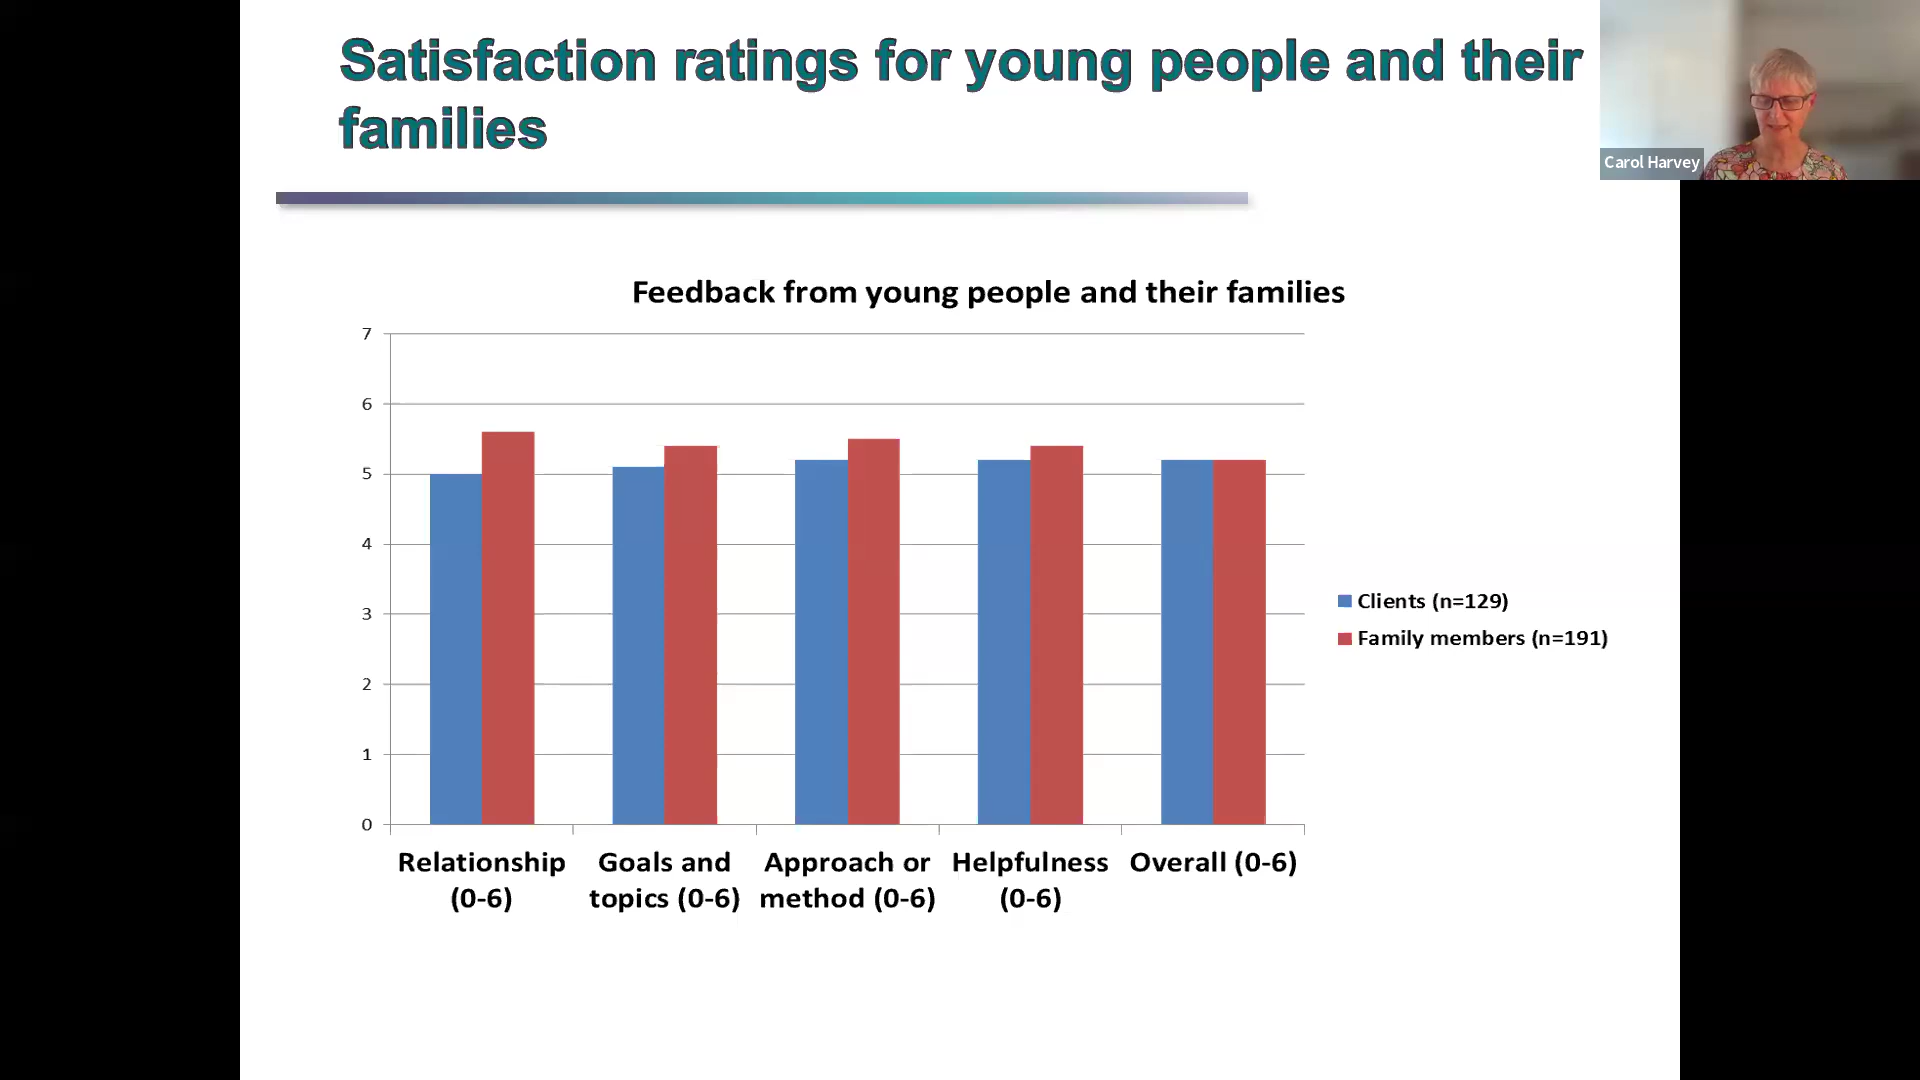 Satisfaction ratings for young people and their
families
Carol Harvey
Feedback from young people and their families
7
6
5
4
3
2
1
0
Relationship
(0-6)
Goals and
topics (0-6)
Approach or
method (0-6)
Helpfulness
(0-6)
Overall (0-6)
Clients (n=129)
Family members (n=191)